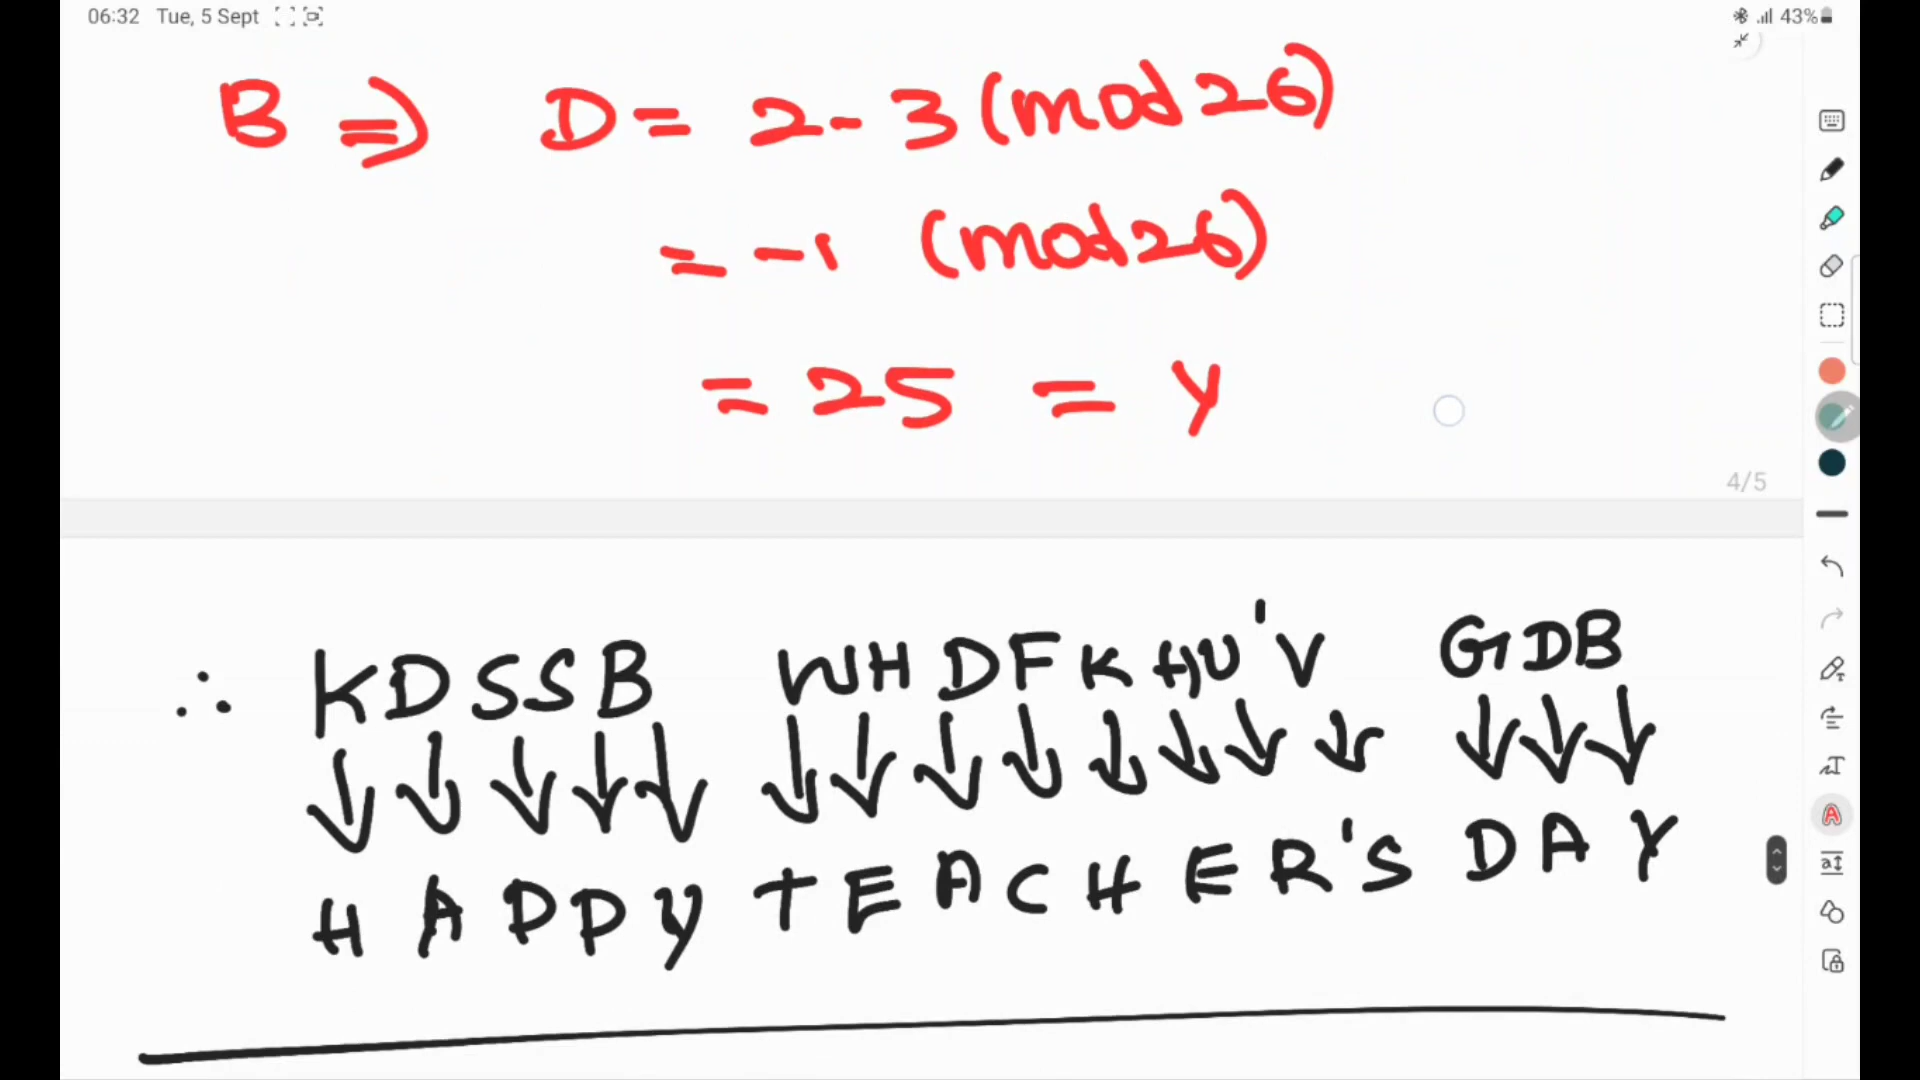 06:32 Tue, 5 Sept 43%
B ⇒ D = 2 - 3 (mod 26)
= -1 (mod 26)
= 25 = Y
4/5
∴ KDSSB WHDFKHU'V GDB
↓ ↓ ↓ ↓ ↓ ↓ ↓ ↓ ↓ ↓ ↓ ↓ ↓ ↓ ↓ ↓
HAPPY TEACHER'S DAY